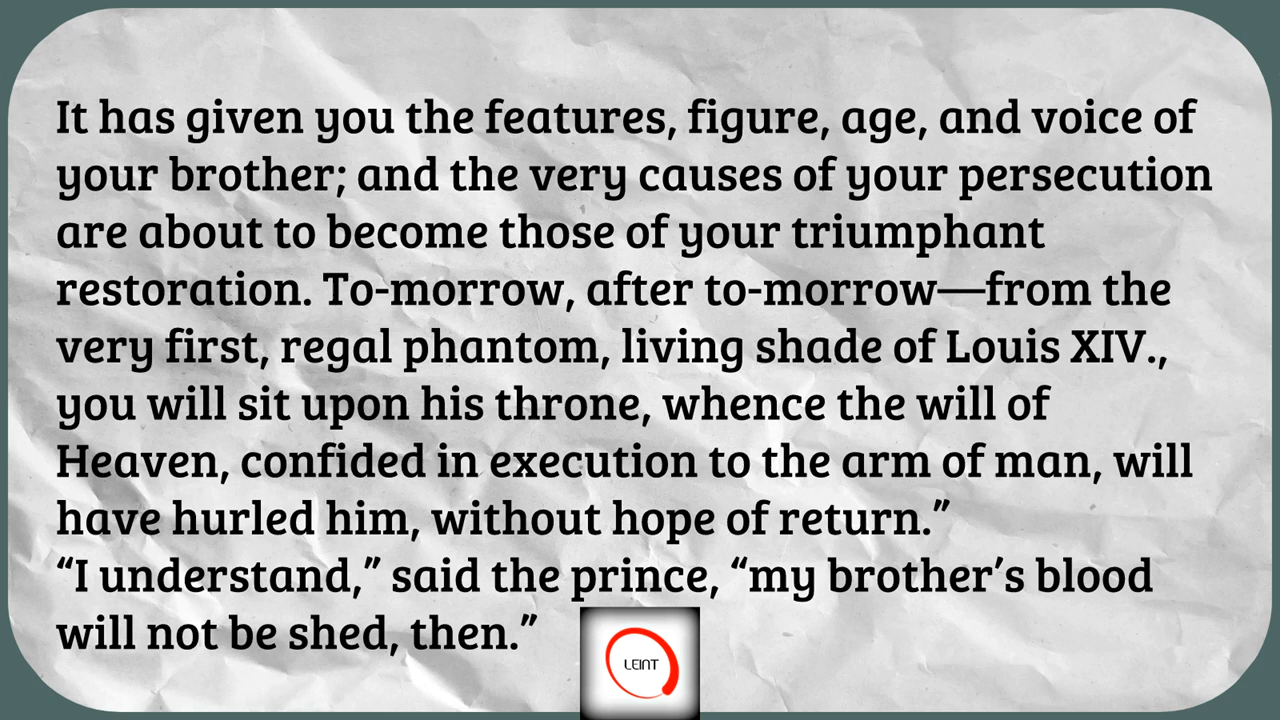 It has given you the features, figure, age, and voice of
your brother; and the very causes of your persecution
are about to become those of your triumphant
restoration. To-morrow, after to-morrow—from the
very first, regal phantom, living shade of Louis XIV.,
you will sit upon his throne, whence the will of
Heaven, confided in execution to the arm of man, will
have hurled him, without hope of return.”
“I understand,” said the prince, “my brother’s blood
will not be shed, then.”
LEINT